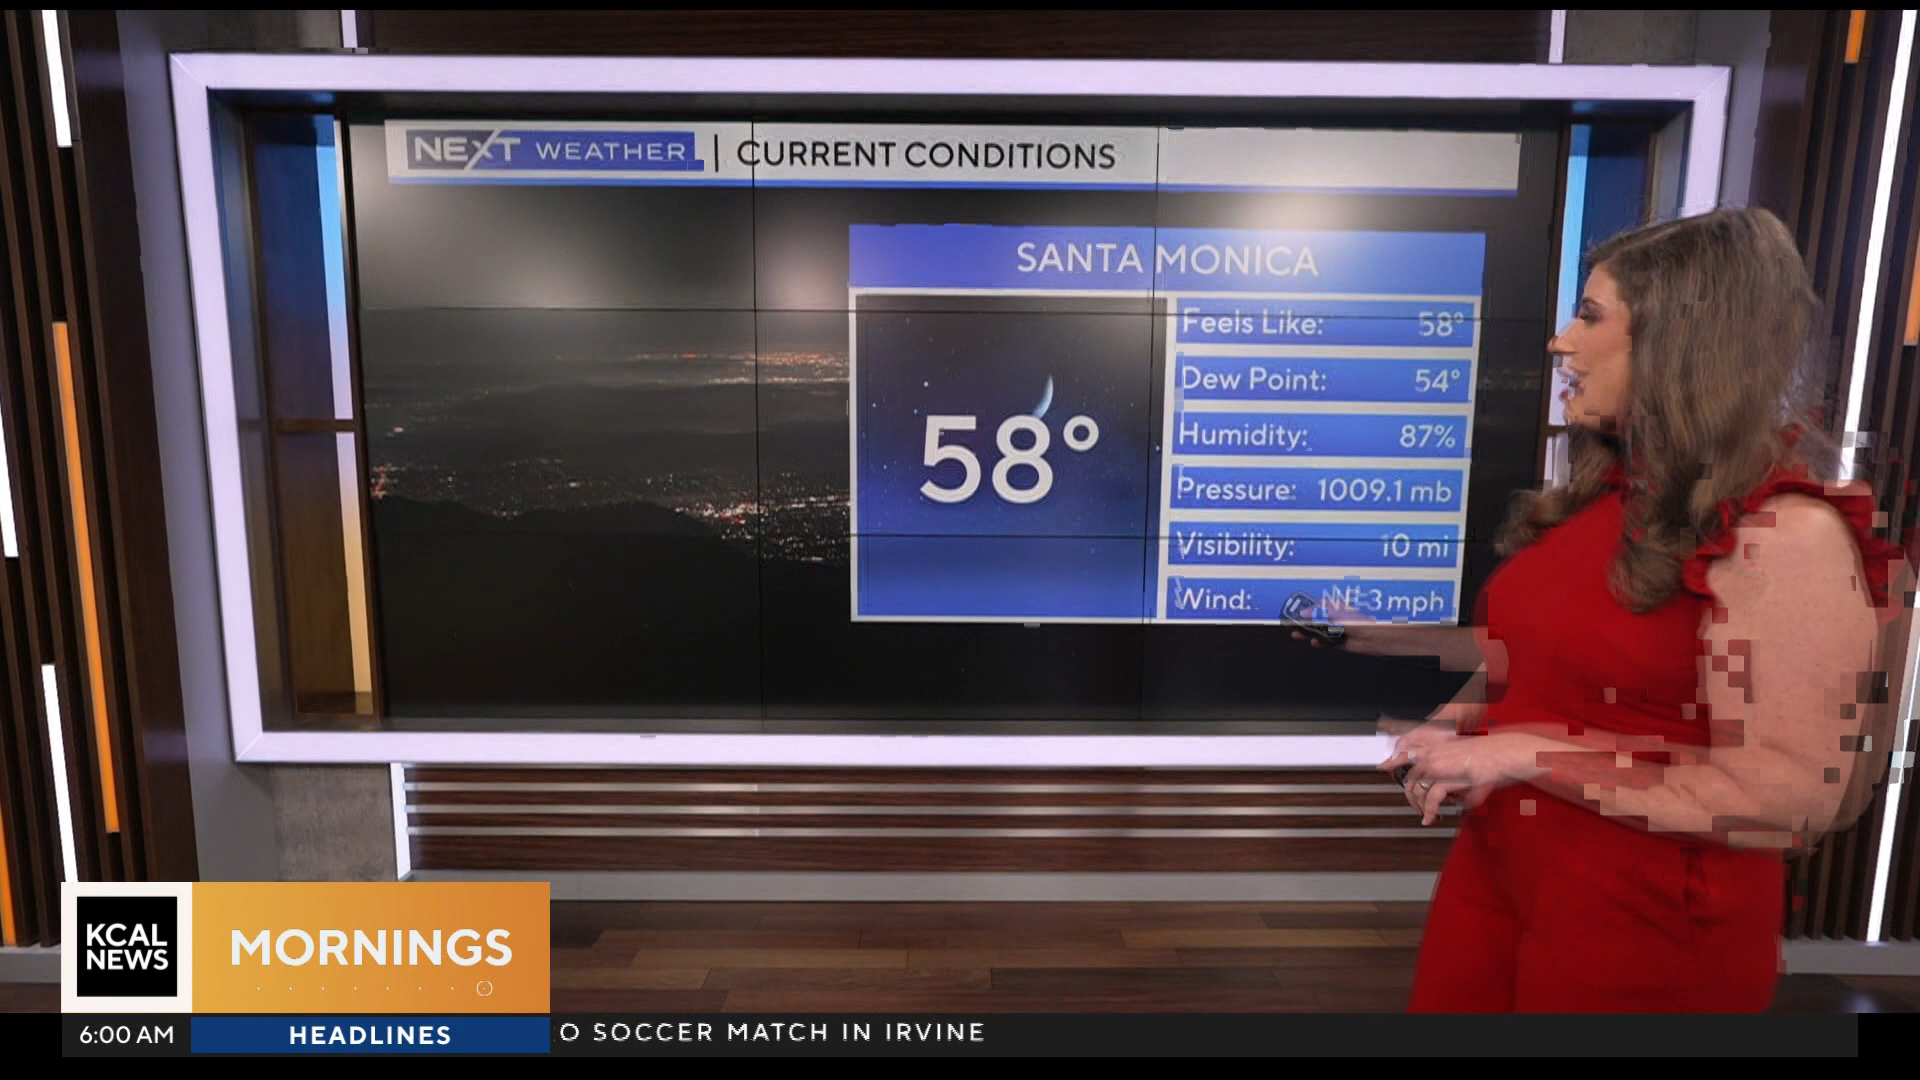 NEXT WEATHER | CURRENT CONDITIONS
SANTA MONICA
58°
Feels Like: 58°
Dew Point: 54°
Humidity: 87%
Pressure: 1009.1 mb
Visibility: 10 mi
Wind: NE 3 mph
KCAL
NEWS
MORNINGS
6:00 AM
HEADLINES
O SOCCER MATCH IN IRVINE